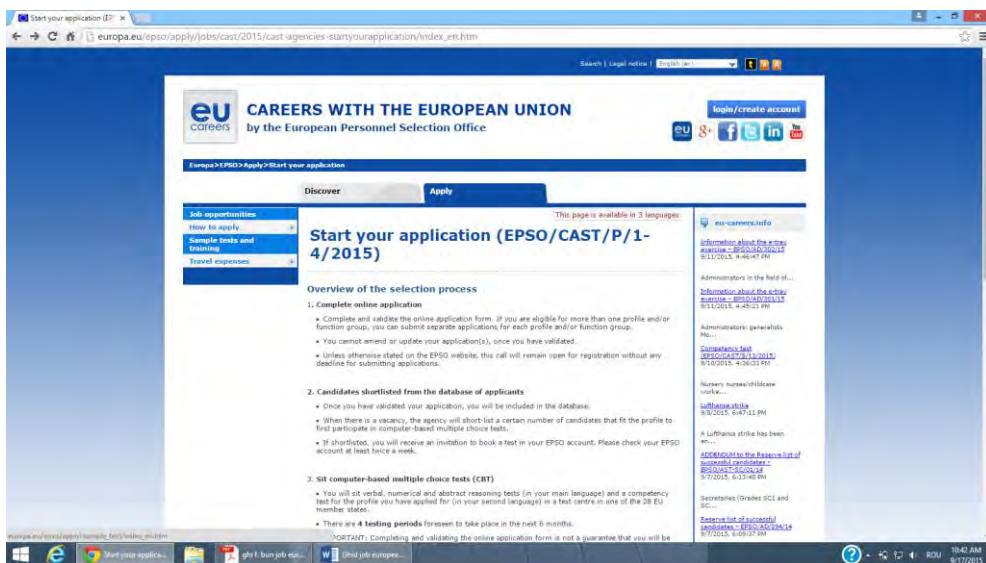 Start your application (EP
europa.eu/epso/apply/jobs/cast/2015/cast-agencies-startyourapplication/index_en.htm
Search | Legal notice | English (en)
eu
careers
CAREERS WITH THE EUROPEAN UNION
by the European Personnel Selection Office
login/create account
Europa>EPSO>Apply>Start your application
Discover
Apply
Job opportunities
How to apply
Sample tests and
training
Travel expenses
This page is available in 3 languages
Start your application (EPSO/CAST/P/1-
4/2015)
Overview of the selection process
1. Complete online application
• Complete and validate the online application form. If you are eligible for more than one profile and/or
function group, you can submit separate applications for each profile and/or function group.
• You cannot amend or update your application(s), once you have validated.
• Unless otherwise stated on the EPSO website, this call will remain open for registration without any
deadline for submitting applications.
2. Candidates shortlisted from the database of applicants
• Once you have validated your application, you will be included in the database.
• When there is a vacancy, the agency will short-list a certain number of candidates that fit the profile to
first participate in computer-based multiple choice tests.
• If shortlisted, you will receive an invitation to book a test in your EPSO account. Please check your EPSO
account at least twice a week.
3. Sit computer-based multiple choice tests (CBT)
• You will sit verbal, numerical and abstract reasoning tests (in your main language) and a competency
test for the profile you have applied for (in your second language) in a test centre in one of the 28 EU
member states.
• There are 4 testing periods foreseen to take place in the next 6 months.
PORTANT: Completing and validating the online application form is not a guarantee that you will be
eu-careers.info
Information about the e-tray
exercise - EPSO/AD/302/15
9/11/2015, 4:46:47 PM
Administrators in the field of...
Information about the e-tray
exercise - EPSO/AD/301/15
9/11/2015, 4:45:21 PM
Administrators: generalists
Mo...
Competency test
(EPSO/CAST/S/13/2015)
9/10/2015, 4:36:23 PM
Nursery nurses/childcare
worke...
Lufthansa strike
9/8/2015, 6:47:11 PM
A Lufthansa strike has been
an...
ADDENDUM to the Reserve list of
successful candidates -
EPSO/AST-SC/01/14
9/7/2015, 6:13:40 PM
Secretaries (Grades SC1 and
SC...
Reserve list of successful
candidates - EPSO/AD/294/14
9/7/2015, 6:09:37 PM
europa.eu/epso/apply/sample_test/index_en.htm
Start your applica...
ghi f. bun job eur...
Ghid job europea...
ROU
10:42 AM
9/17/2015